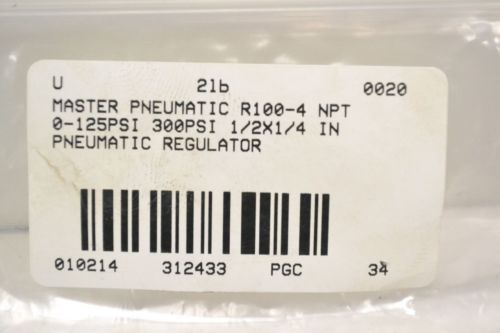 U 21b 0020
MASTER PNEUMATIC R100-4 NPT
0-125PSI 300PSI 1/2X1/4 IN
PNEUMATIC REGULATOR
010214 312433 PGC 34